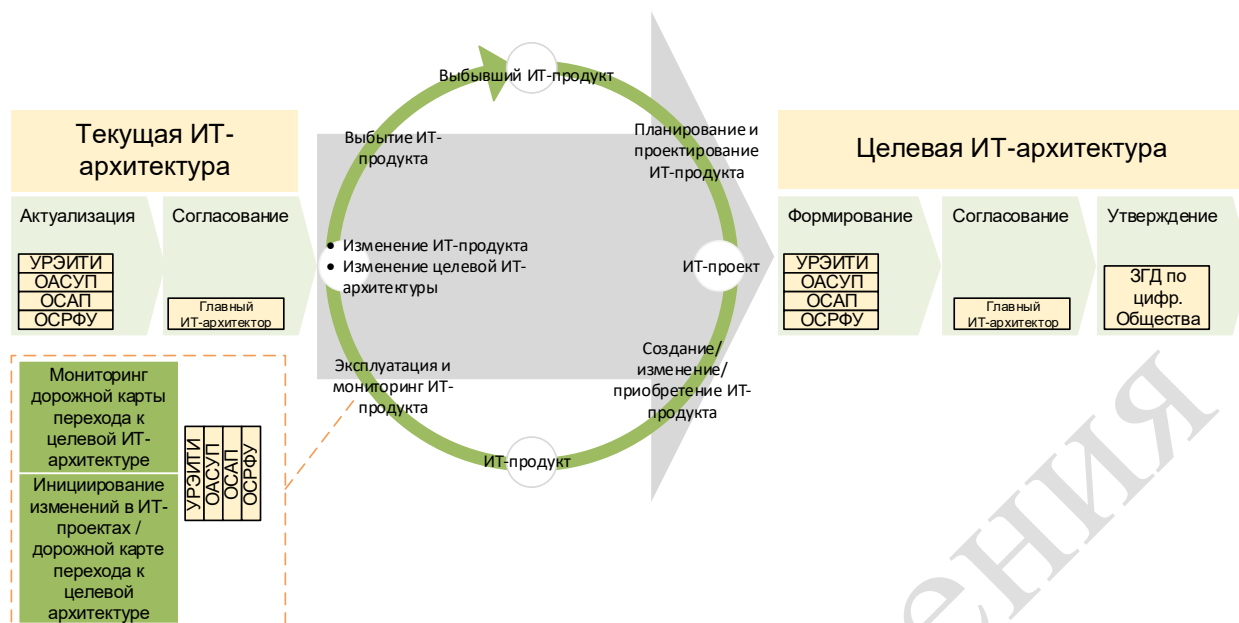 Выбывший ИТ-продукт
Текущая ИТ-
архитектура
Выбытие ИТ-
продукта
Планирование и
проектирование
ИТ-продукта
Целевая ИТ-архитектура
Актуализация
Согласование
УРЭИТИ
ОАСУП
ОСАП
ОСРФУ
Главный
ИТ-архитектор
• Изменение ИТ-продукта
• Изменение целевой ИТ-
архитектуры
ИТ-проект
Формирование
Согласование
Утверждение
УРЭИТИ
ОАСУП
ОСАП
ОСРФУ
Главный
ИТ-архитектор
ЗГД по
цифр.
Общества
Эксплуатация и
мониторинг ИТ-
продукта
Создание/
изменение/
приобретение ИТ-
продукта
ИТ-продукт
Мониторинг
дорожной карты
перехода к
целевой ИТ-
архитектуре
Инициирование
изменений в ИТ-
проектах /
дорожной карте
перехода к
целевой
архитектуре
УРЭИТИ
ОАСУП
ОСАП
ОСРФУ
ения